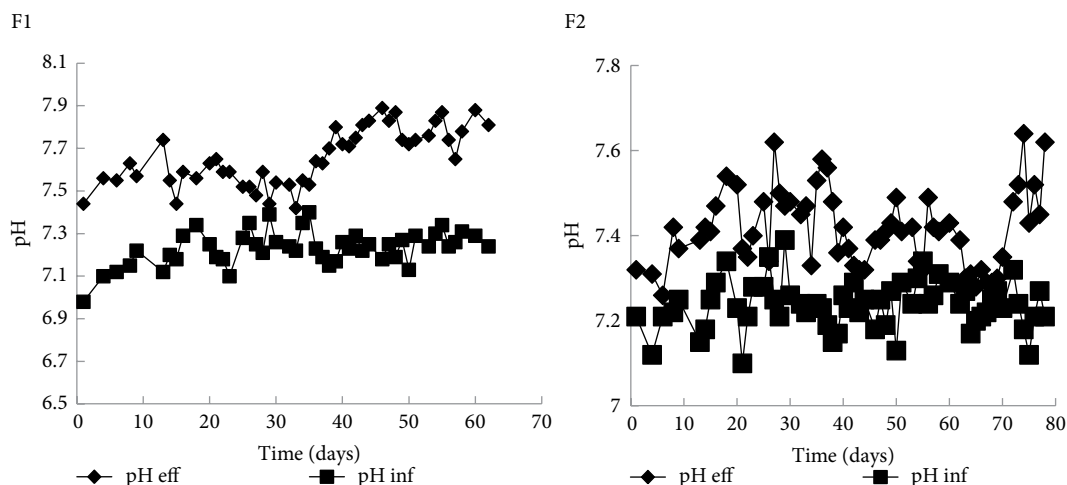 F1
8.1
7.9
7.7
7.5
7.3
7.1
6.9
6.7
6.5
pH
0 10 20 30 40 50 60 70
Time (days)
pH eff pH inf
F2
7.8
7.6
7.4
7.2
7
pH
0 10 20 30 40 50 60 70 80
Time (days)
pH eff pH inf